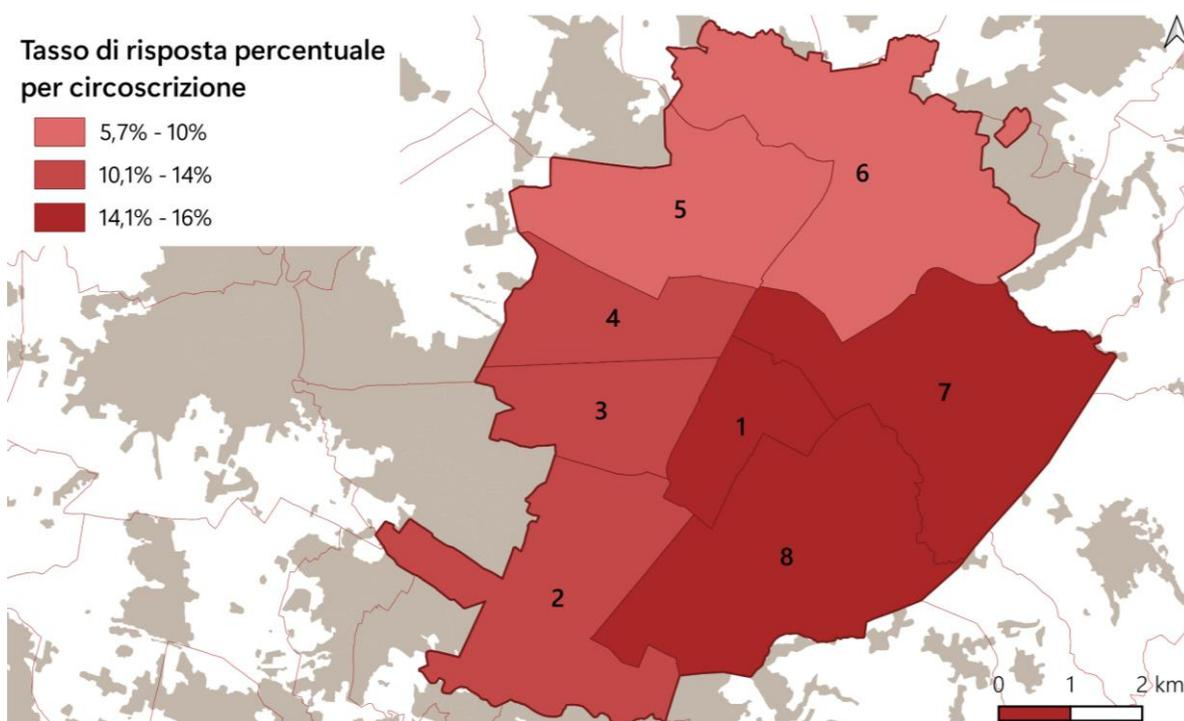 Tasso di risposta percentuale
per circoscrizione
5,7% - 10%
10,1% - 14%
14,1% - 16%
6
5
4
7
3
1
8
2
0 1 2 km